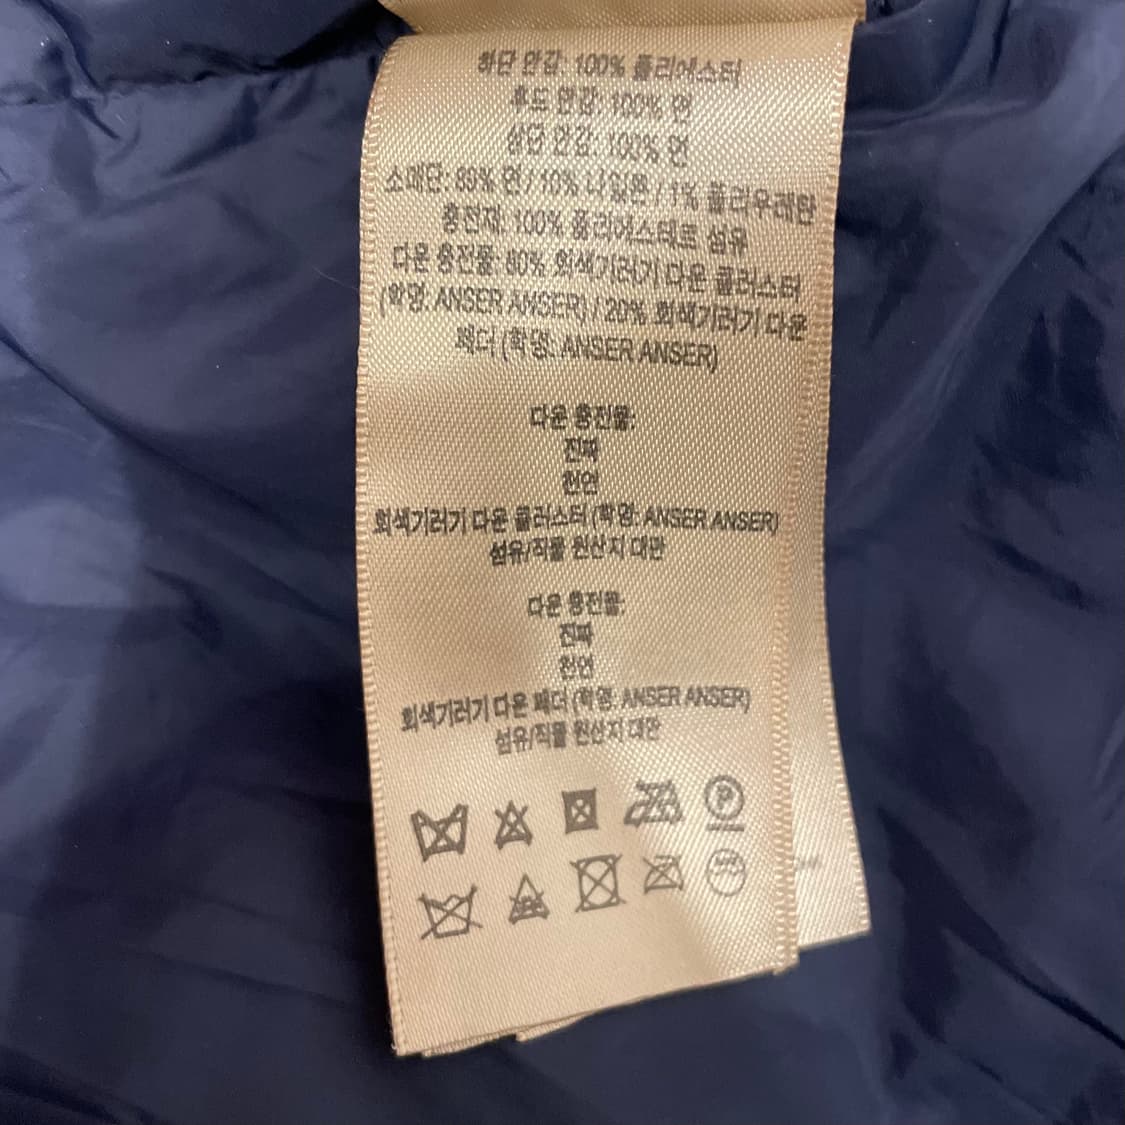 하단 안감: 100% 폴리에스터
후드 안감: 100% 면
상단 안감: 100% 면
소매단: 89% 면 / 10% 나일론 / 1% 폴리우레탄
충전재: 100% 폴리에스테르 섬유
다운 충전물: 80% 회색기러기 다운 클러스터
(학명: ANSER ANSER) / 20% 회색기러기 다운
페더 (학명: ANSER ANSER)
다운 충전물:
진짜
천연
회색기러기 다운 클러스터 (학명: ANSER ANSER)
섬유/직물 원산지 대만
다운 충전물:
진짜
천연
회색기러기 다운 페더 (학명: ANSER ANSER)
섬유/직물 원산지 대만
P